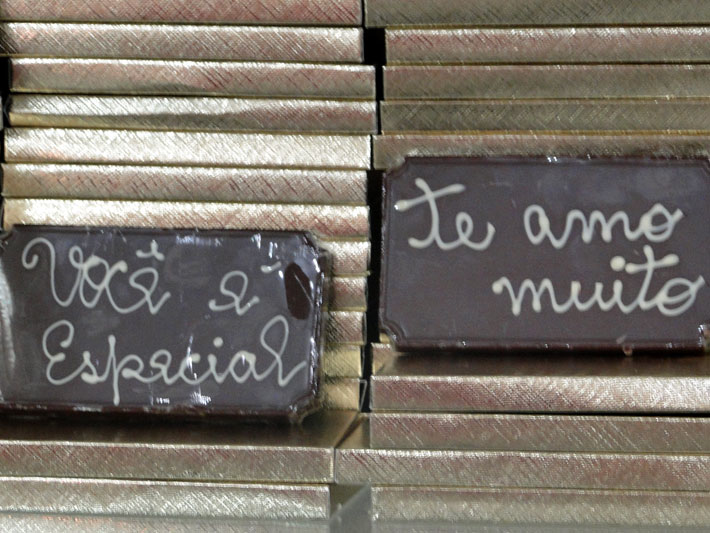 Você é
Especial
te amo
muito